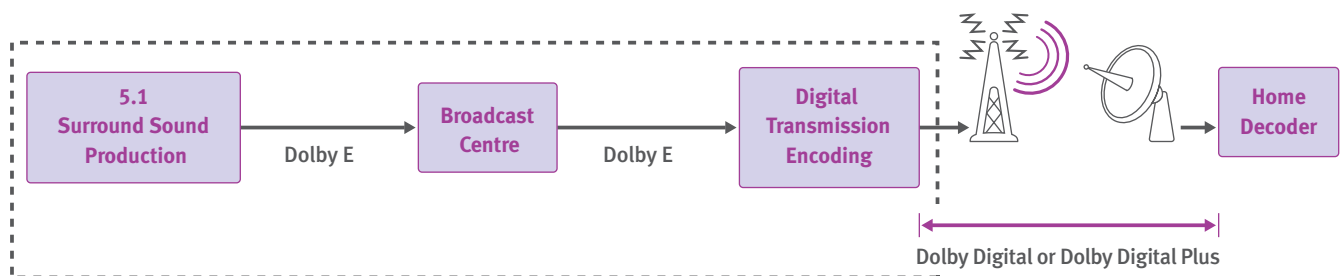 5.1
Surround Sound
Production
Dolby E
Broadcast
Centre
Dolby E
Digital
Transmission
Encoding
Home
Decoder
Dolby Digital or Dolby Digital Plus